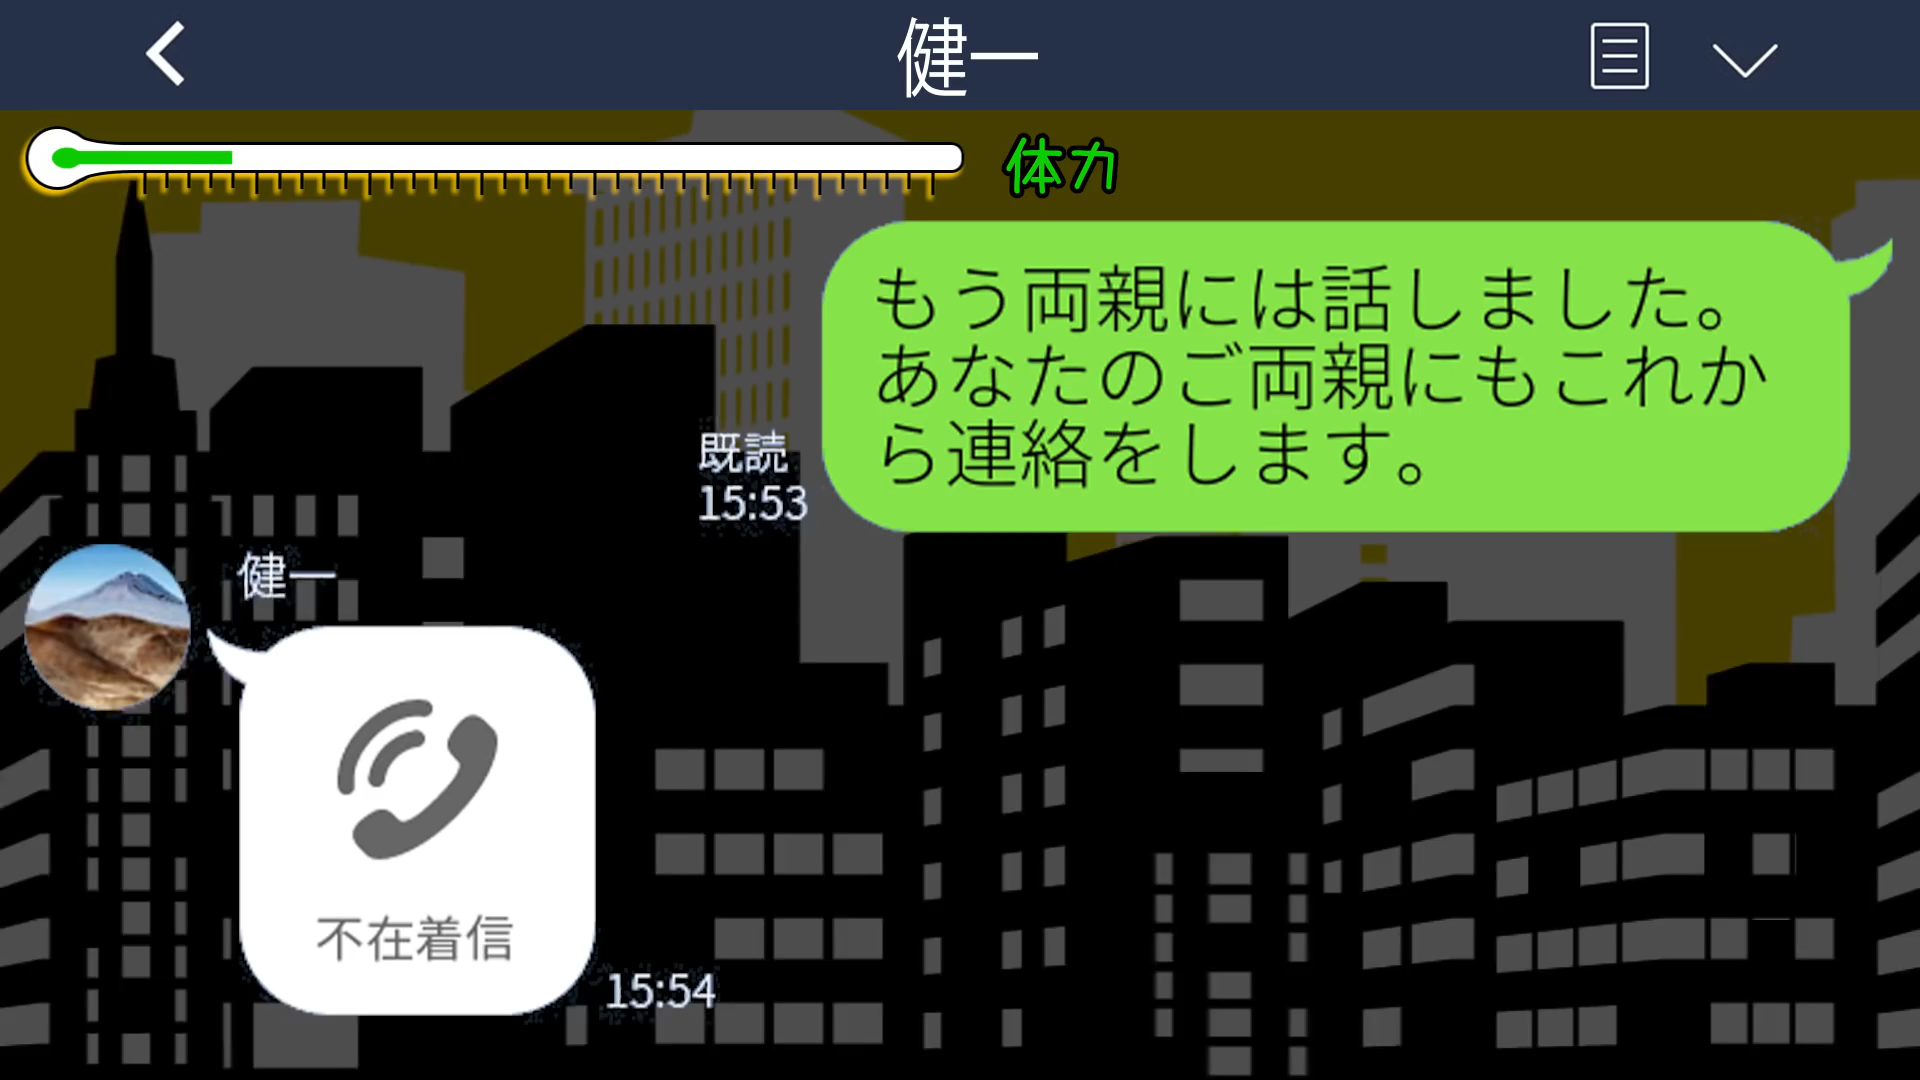 健一
体力
もう両親には話しました。
あなたのご両親にもこれか
ら連絡をします。
既読
15:53
健一
不在着信
15:54